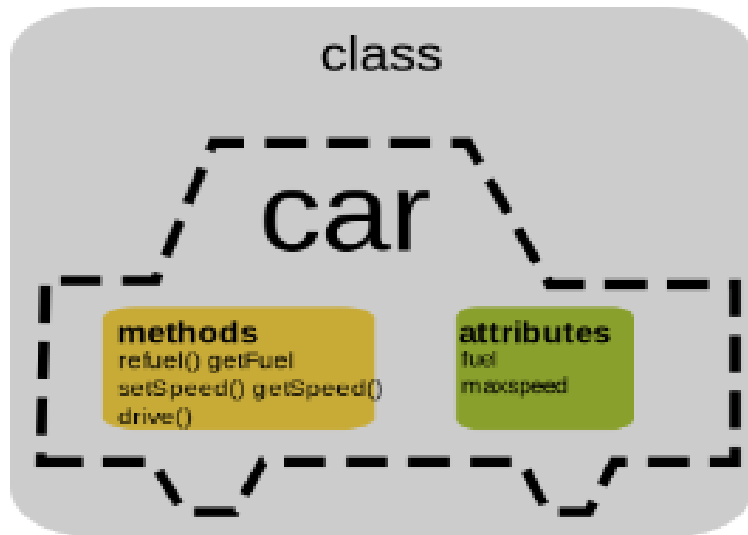 class
car
methods
refuel() getFuel
setSpeed() getSpeed()
drive()
attributes
fuel
maxspeed